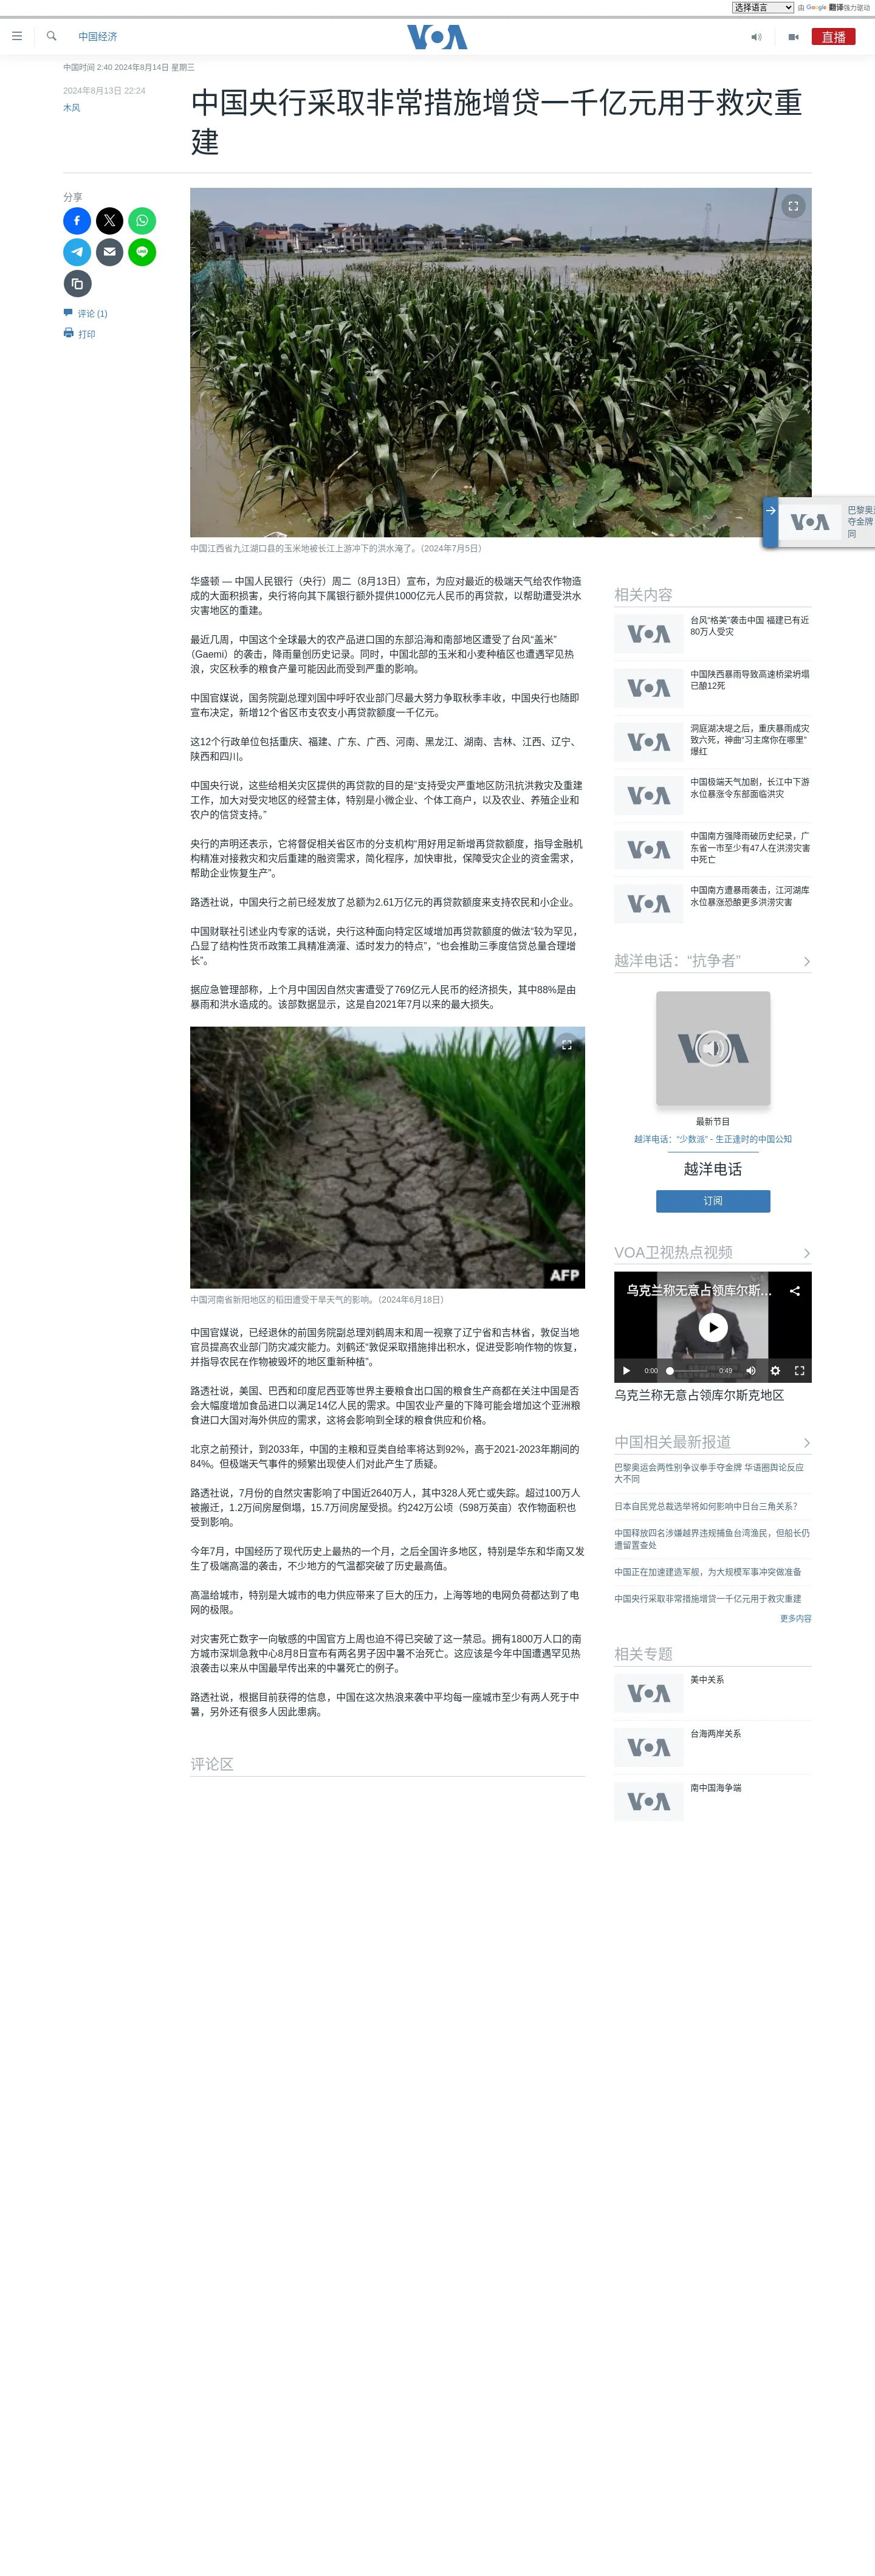 选择语言 由 Google 翻译强力驱动
中国经济
VOA
直播
中国时间 2:40 2024年8月14日 星期三
2024年8月13日 22:24
木风
中国央行采取非常措施增贷一千亿元用于救灾重
建
分享
评论 (1)
打印
VOA
巴黎奥运
夺金牌
同
中国江西省九江湖口县的玉米地被长江上游冲下的洪水淹了。（2024年7月5日）
华盛顿 — 中国人民银行（央行）周二（8月13日）宣布，为应对最近的极端天气给农作物造
成的大面积损害，央行将向其下属银行额外提供1000亿元人民币的再贷款，以帮助遭受洪水
灾害地区的重建。
最近几周，中国这个全球最大的农产品进口国的东部沿海和南部地区遭受了台风“盖米”
（Gaemi）的袭击，降雨量创历史记录。同时，中国北部的玉米和小麦种植区也遭遇罕见热
浪，灾区秋季的粮食产量可能因此而受到严重的影响。
中国官媒说，国务院副总理刘国中呼吁农业部门尽最大努力争取秋季丰收，中国央行也随即
宣布决定，新增12个省区市支农支小再贷款额度一千亿元。
这12个行政单位包括重庆、福建、广东、广西、河南、黑龙江、湖南、吉林、江西、辽宁、
陕西和四川。
中国央行说，这些给相关灾区提供的再贷款的目的是“支持受灾严重地区防汛抗洪救灾及重建
工作，加大对受灾地区的经营主体，特别是小微企业、个体工商户，以及农业、养殖企业和
农户的信贷支持。”
央行的声明还表示，它将督促相关省区市的分支机构“用好用足新增再贷款额度，指导金融机
构精准对接救灾和灾后重建的融资需求，简化程序，加快审批，保障受灾企业的资金需求，
帮助企业恢复生产”。
路透社说，中国央行之前已经发放了总额为2.61万亿元的再贷款额度来支持农民和小企业。
中国财联社引述业内专家的话说，央行这种面向特定区域增加再贷款额度的做法“较为罕见，
凸显了结构性货币政策工具精准滴灌、适时发力的特点”，“也会推助三季度信贷总量合理增
长”。
据应急管理部称，上个月中国因自然灾害遭受了769亿元人民币的经济损失，其中88%是由
暴雨和洪水造成的。该部数据显示，这是自2021年7月以来的最大损失。
AFP
中国河南省新阳地区的稻田遭受干旱天气的影响。（2024年6月18日）
中国官媒说，已经退休的前国务院副总理刘鹤周末和周一视察了辽宁省和吉林省，敦促当地
官员提高农业部门防灾减灾能力。刘鹤还“敦促采取措施排出积水，促进受影响作物的恢复，
并指导农民在作物被毁坏的地区重新种植”。
路透社说，美国、巴西和印度尼西亚等世界主要粮食出口国的粮食生产商都在关注中国是否
会大幅度增加食品进口以满足14亿人民的需求。中国农业产量的下降可能会增加这个亚洲粮
食进口大国对海外供应的需求，这将会影响到全球的粮食供应和价格。
北京之前预计，到2033年，中国的主粮和豆类自给率将达到92%，高于2021-2023年期间的
84%。但极端天气事件的频繁出现使人们对此产生了质疑。
路透社说，7月份的自然灾害影响了中国近2640万人，其中328人死亡或失踪。超过100万人
被搬迁，1.2万间房屋倒塌，15.7万间房屋受损。约242万公顷（598万英亩）农作物面积也
受到影响。
今年7月，中国经历了现代历史上最热的一个月，之后全国许多地区，特别是华东和华南又发
生了极端高温的袭击，不少地方的气温都突破了历史最高值。
高温给城市，特别是大城市的电力供应带来了巨大的压力，上海等地的电网负荷都达到了电
网的极限。
对灾害死亡数字一向敏感的中国官方上周也迫不得已突破了这一禁忌。拥有1800万人口的南
方城市深圳急救中心8月8日宣布有两名男子因中暑不治死亡。这应该是今年中国遭遇罕见热
浪袭击以来从中国最早传出来的中暑死亡的例子。
路透社说，根据目前获得的信息，中国在这次热浪来袭中平均每一座城市至少有两人死于中
暑，另外还有很多人因此患病。
评论区
相关内容
VOA
台风“格美”袭击中国 福建已有近
80万人受灾
VOA
中国陕西暴雨导致高速桥梁坍塌
已酿12死
VOA
洞庭湖决堤之后，重庆暴雨成灾
致六死，神曲“习主席你在哪里”
爆红
VOA
中国极端天气加剧，长江中下游
水位暴涨令东部面临洪灾
VOA
中国南方强降雨破历史纪录，广
东省一市至少有47人在洪涝灾害
中死亡
VOA
中国南方遭暴雨袭击，江河湖库
水位暴涨恐酿更多洪涝灾害
越洋电话：“抗争者”
VOA
最新节目
越洋电话：“少数派” - 生正逢时的中国公知
越洋电话
订阅
VOA卫视热点视频
乌克兰称无意占领库尔斯...
0:00 0:49
乌克兰称无意占领库尔斯克地区
中国相关最新报道
巴黎奥运会两性别争议拳手夺金牌 华语圈舆论反应
大不同
日本自民党总裁选举将如何影响中日台三角关系？
中国释放四名涉嫌越界违规捕鱼台湾渔民，但船长仍
遭留置查处
中国正在加速建造军舰，为大规模军事冲突做准备
中国央行采取非常措施增贷一千亿元用于救灾重建
更多内容
相关专题
VOA
美中关系
VOA
台海两岸关系
VOA
南中国海争端